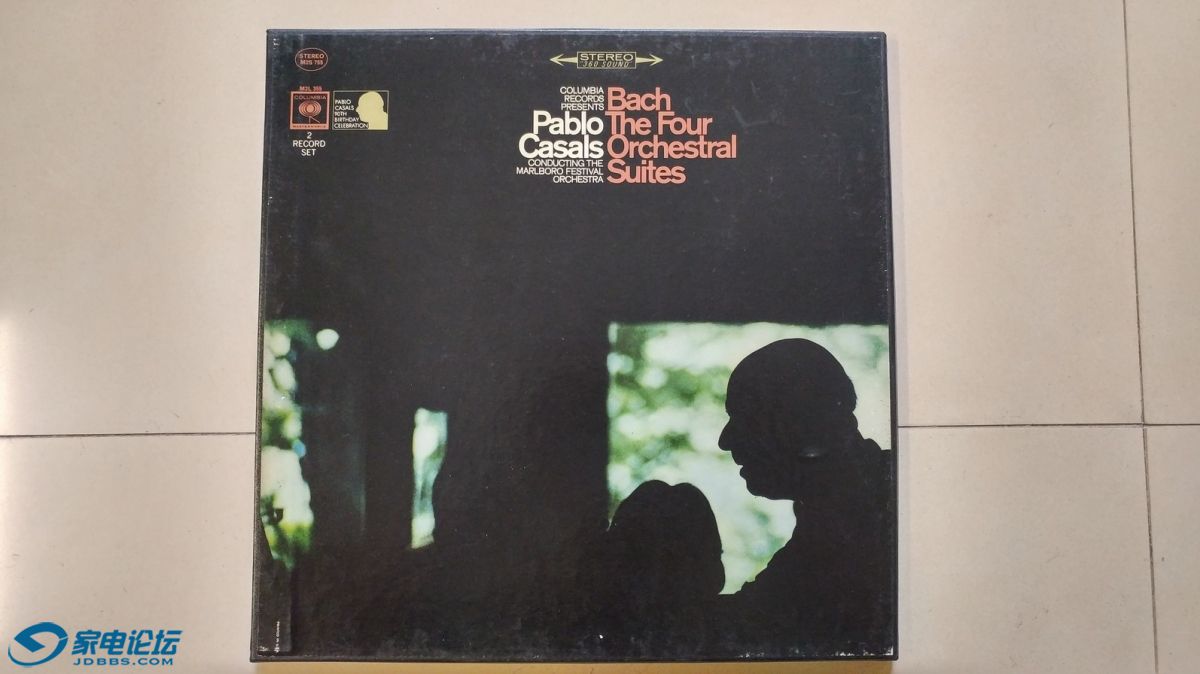 STEREO
M2S 755
M2L 355
COLUMBIA
MASTERWORKS
2
RECORD
SET
PABLO
CASALS
90TH
BIRTHDAY
CELEBRATION
STEREO
360 SOUND
COLUMBIA
RECORDS
PRESENTS
Pablo
Casals
CONDUCTING THE
MARLBORO FESTIVAL
ORCHESTRA
Bach
The Four
Orchestral
Suites
家电论坛
JDBBS.COM